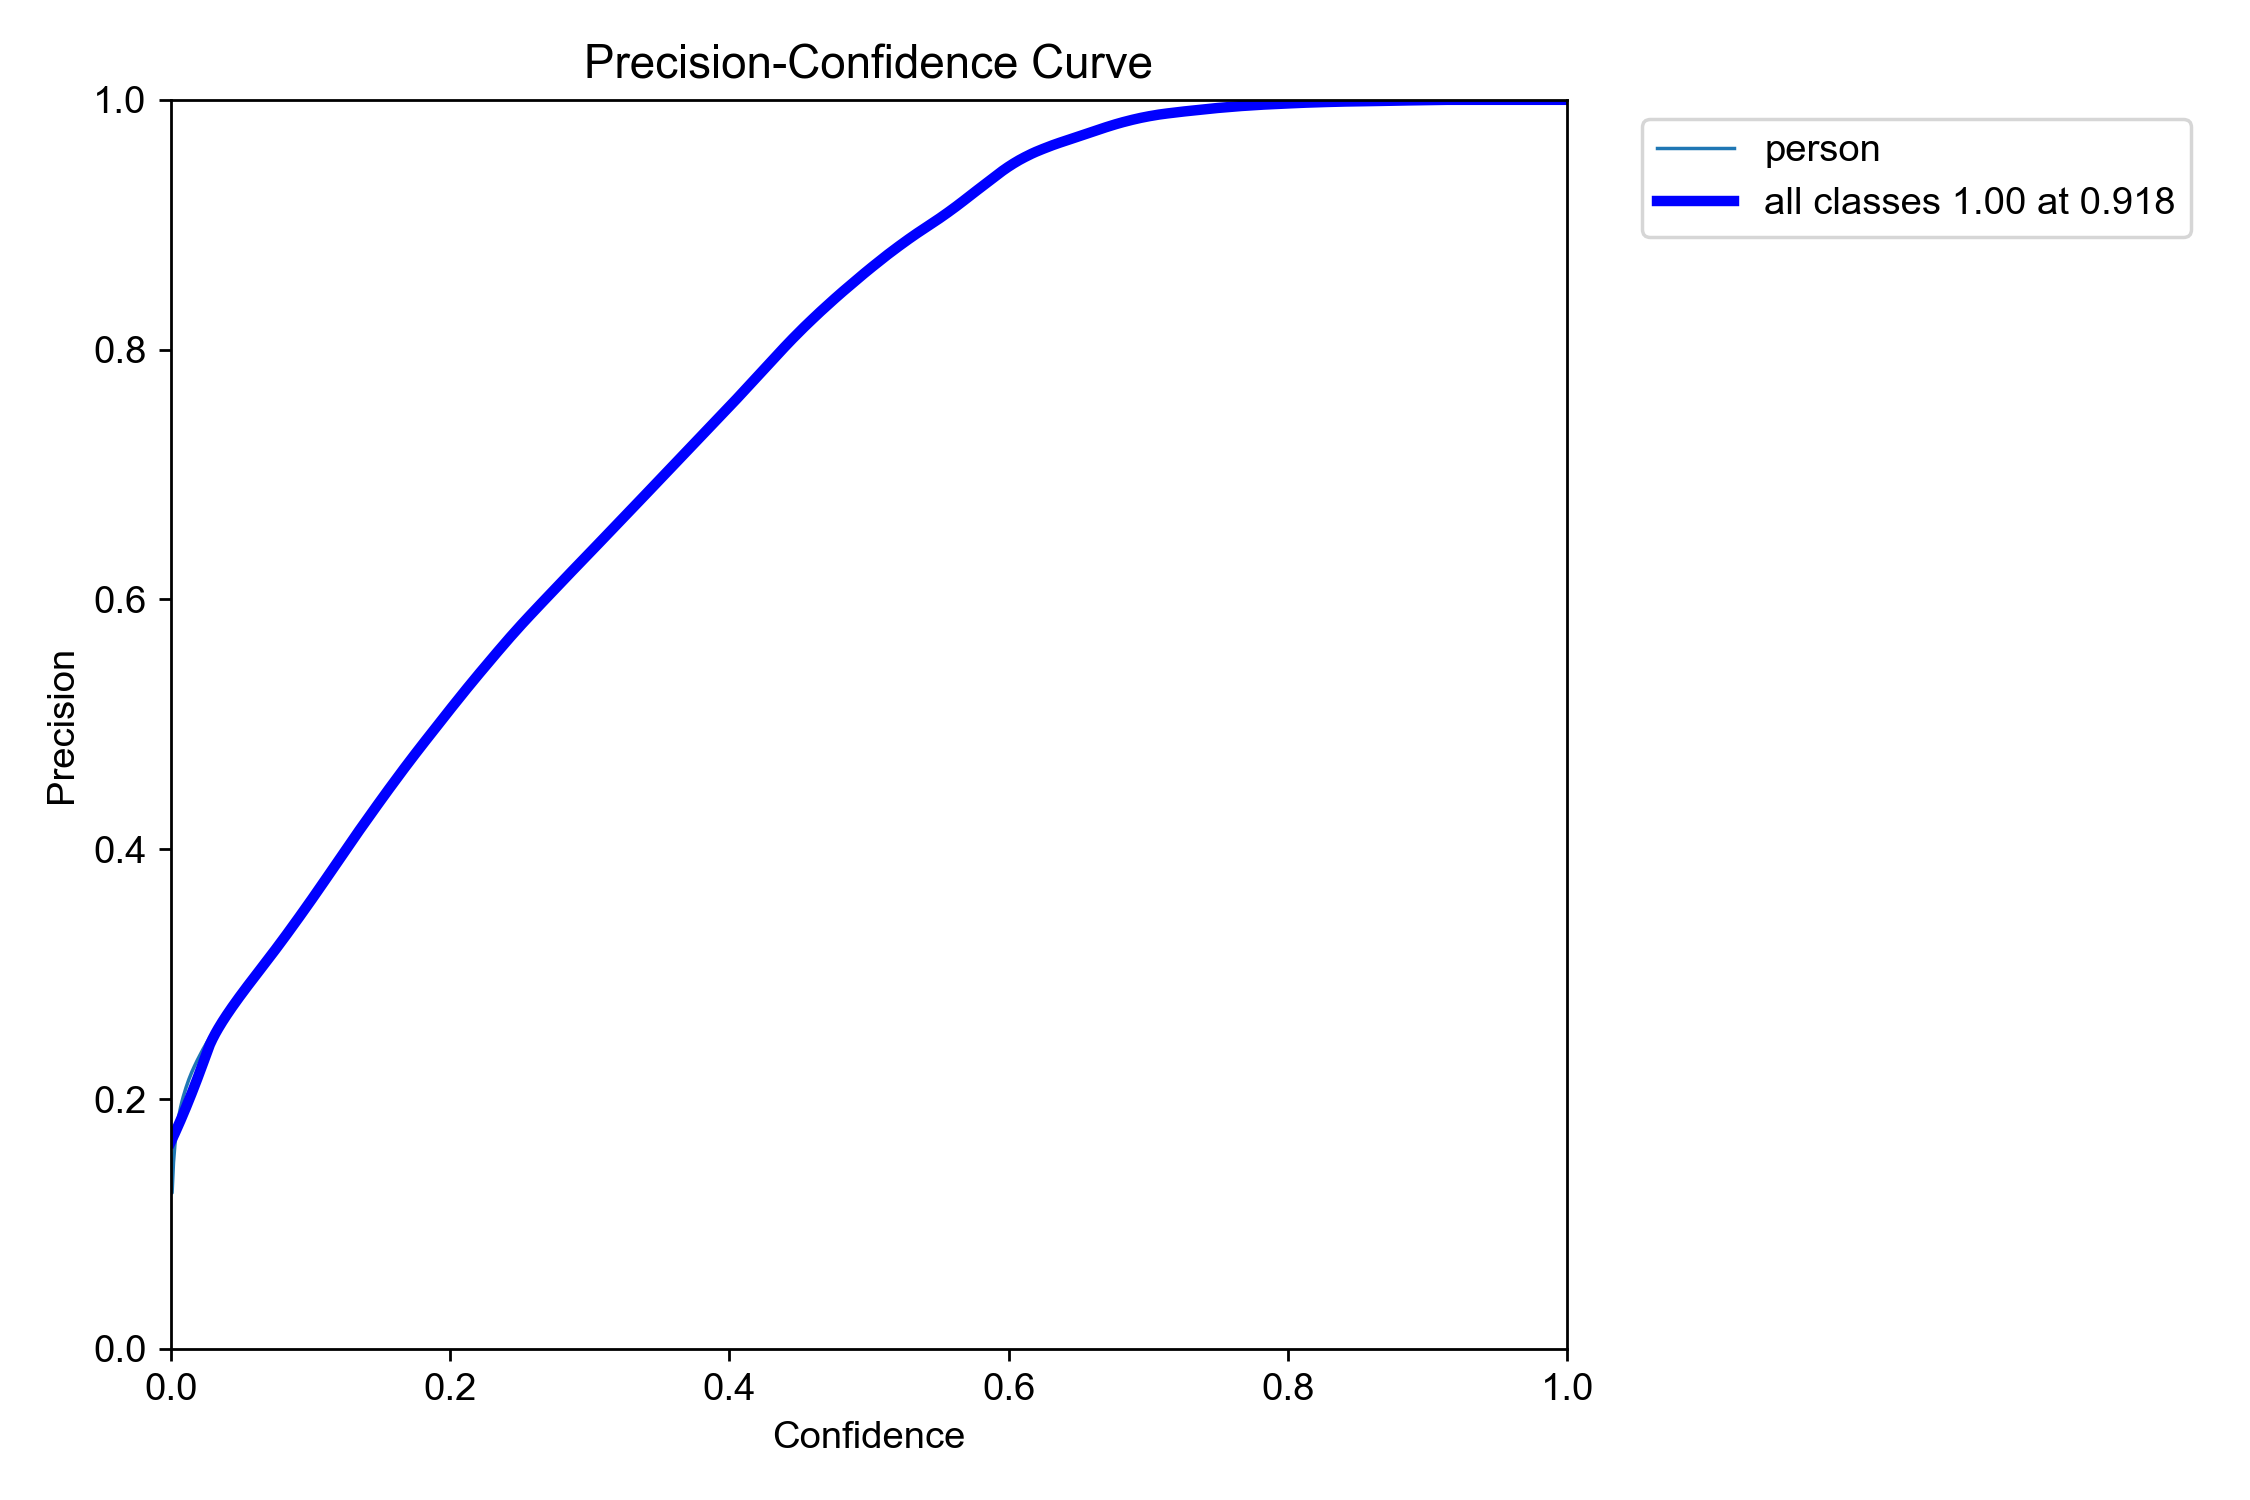 Precision-Confidence Curve
1.0
0.8
0.6
0.4
0.2
0.0
Precision
0.0 0.2 0.4 0.6 0.8 1.0
Confidence
person
all classes 1.00 at 0.918